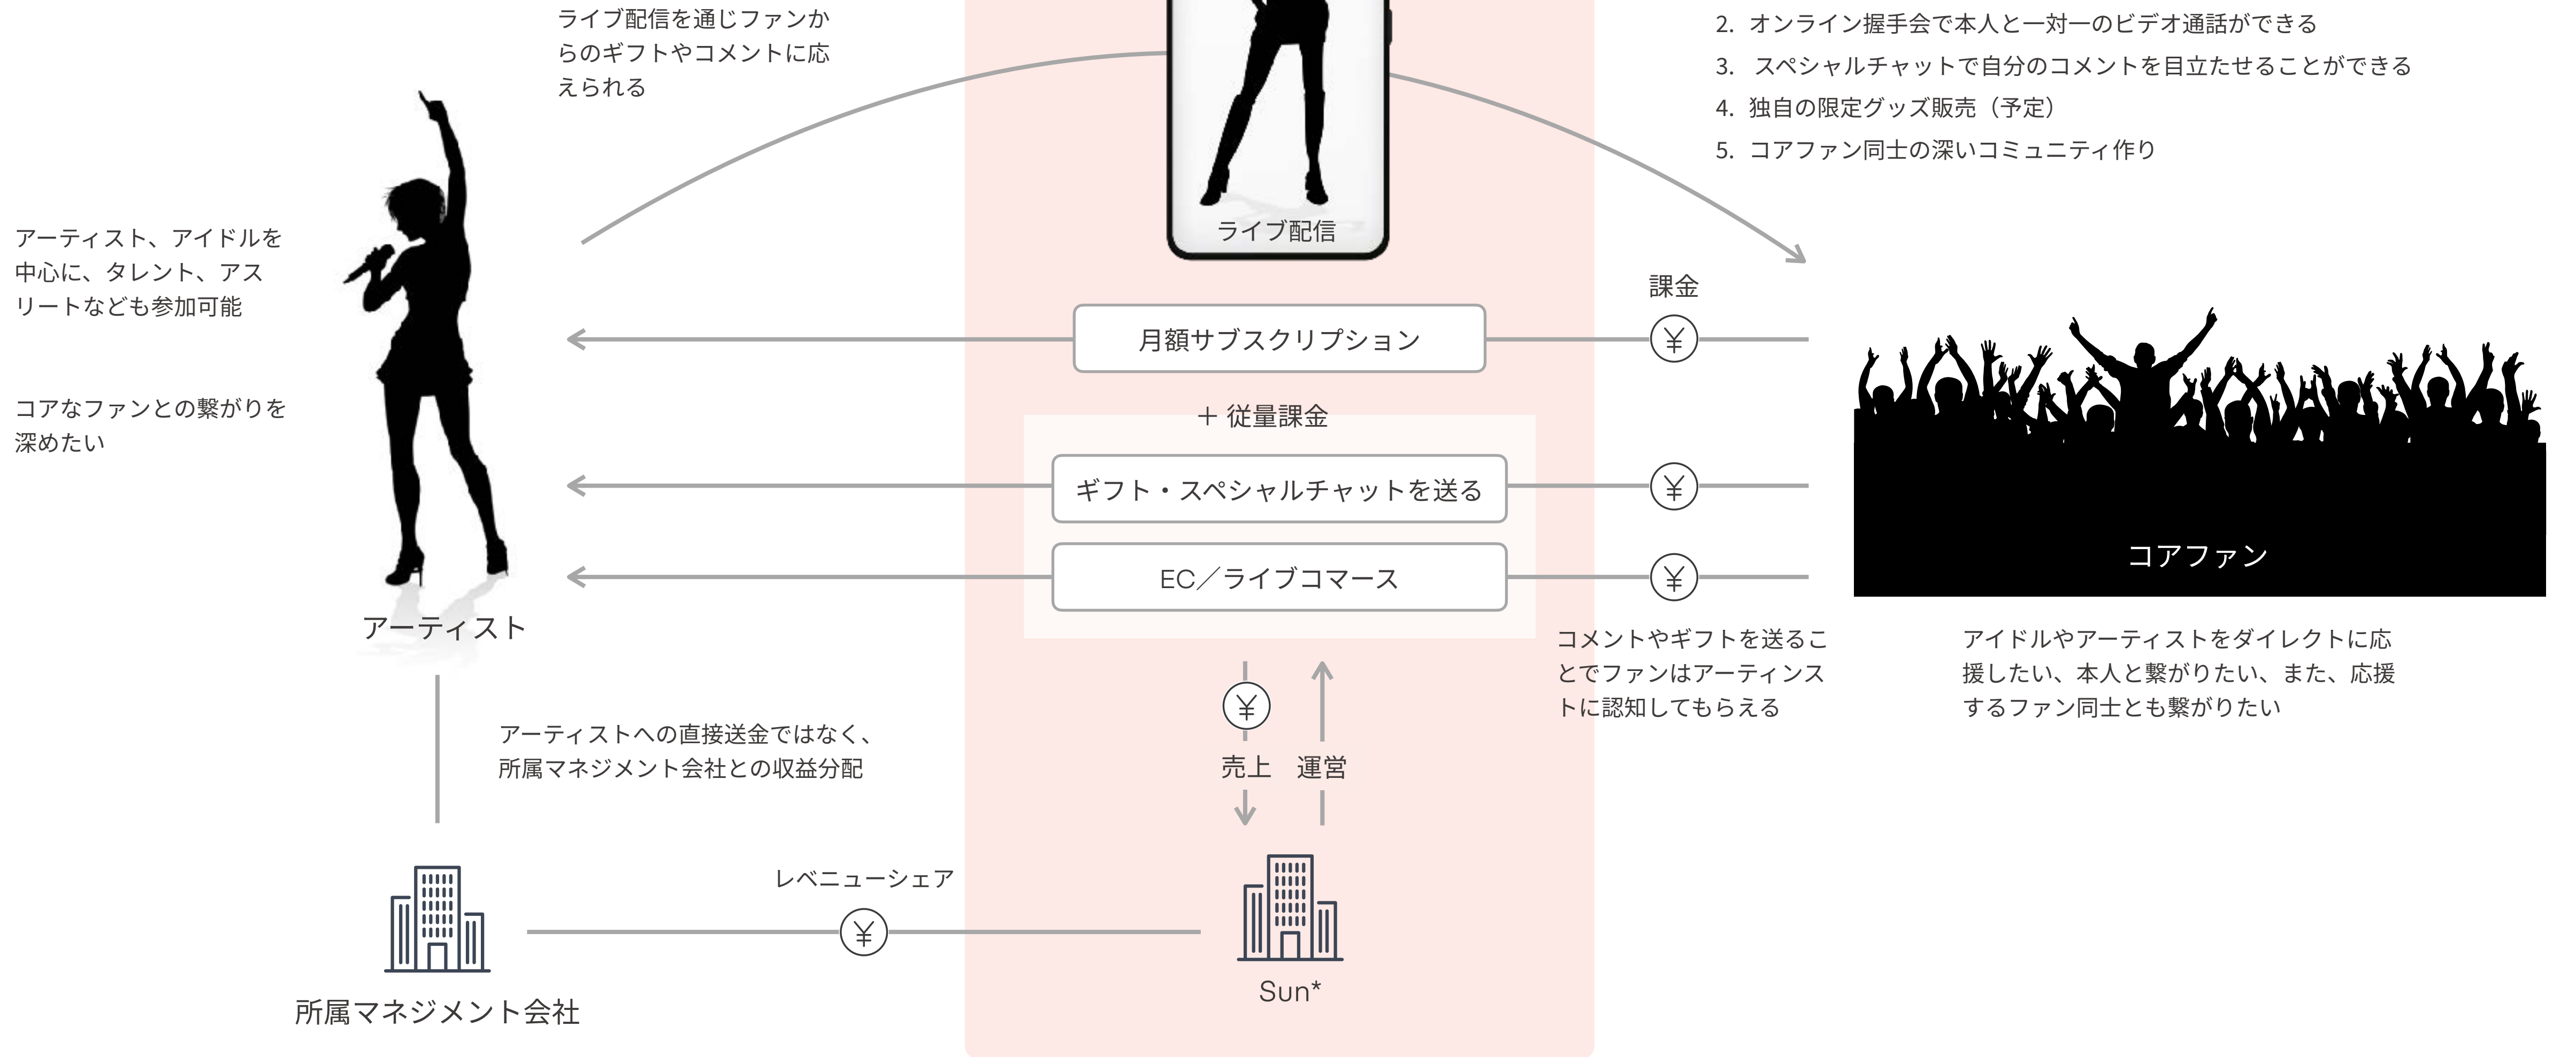 ライブ配信を通じファンか
らのギフトやコメントに応
えられる
2. オンライン握手会で本人と一対一のビデオ通話ができる
3. スペシャルチャットで自分のコメントを目立たせることができる
4. 独自の限定グッズ販売（予定）
5. コアファン同士の深いコミュニティ作り
ライブ配信
アーティスト、アイドルを
中心に、タレント、アス
リートなども参加可能
コアなファンとの繋がりを
深めたい
課金
月額サブスクリプション
¥
＋従量課金
ギフト・スペシャルチャットを送る
¥
EC／ライブコマース
¥
コアファン
アーティスト
コメントやギフトを送るこ
とでファンはアーティンス
トに認知してもらえる
アイドルやアーティストをダイレクトに応
援したい、本人と繋がりたい、また、応援
するファン同士とも繋がりたい
アーティストへの直接送金ではなく、
所属マネジメント会社との収益分配
¥
売上 運営
レベニューシェア
¥
Sun*
所属マネジメント会社